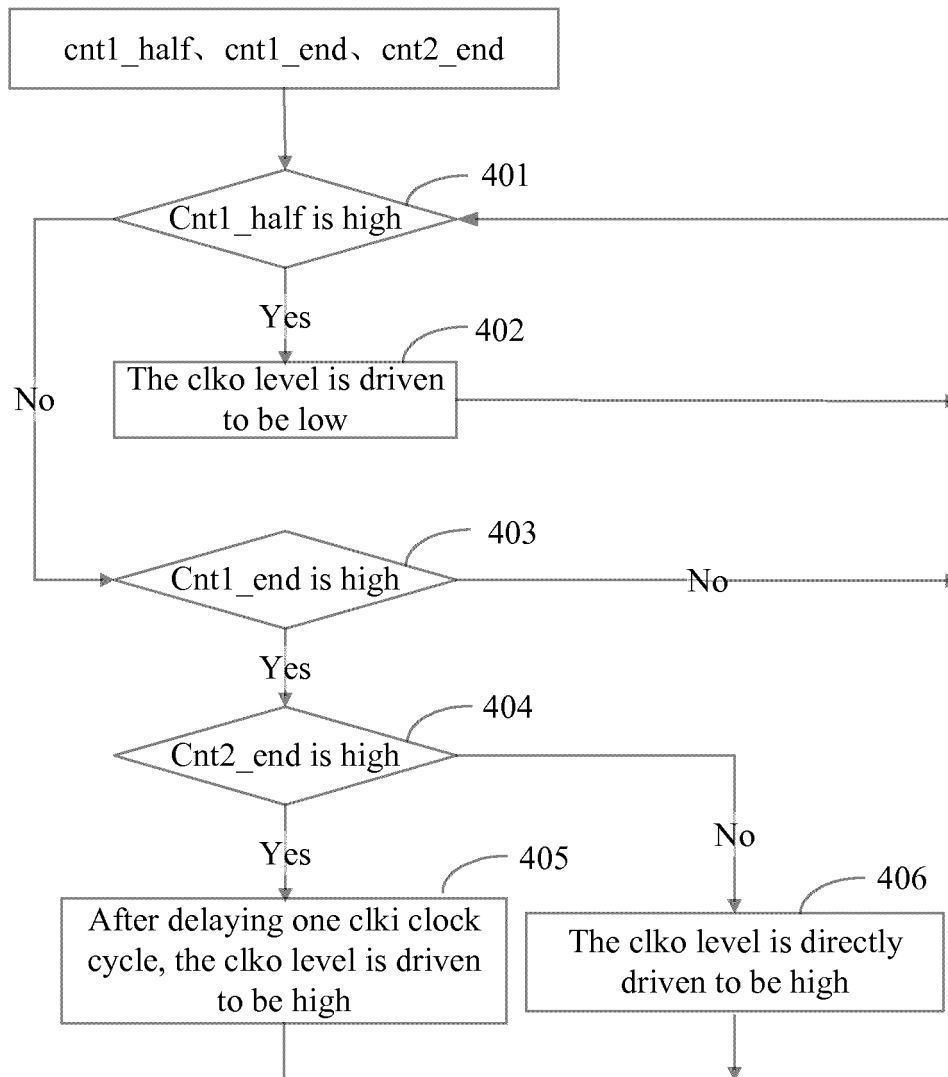 cnt1_half、cnt1_end、cnt2_end
401
Cnt1_half is high
Yes
402
The clko level is driven
to be low
No
403
Cnt1_end is high
No
Yes
404
Cnt2_end is high
No
Yes
405
406
After delaying one clki clock
cycle, the clko level is driven
to be high
The clko level is directly
driven to be high